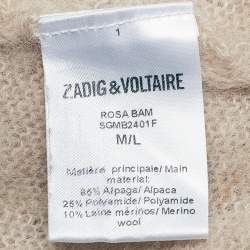 1
ZADIG&VOLTAIRE
ROSA BAM
SGMB2401F
M/L
Matière principale/Main
material:
65% Alpaga/Alpaca
25% Polyamide/Polyamide
10% Laine mérinos/Merino
wool